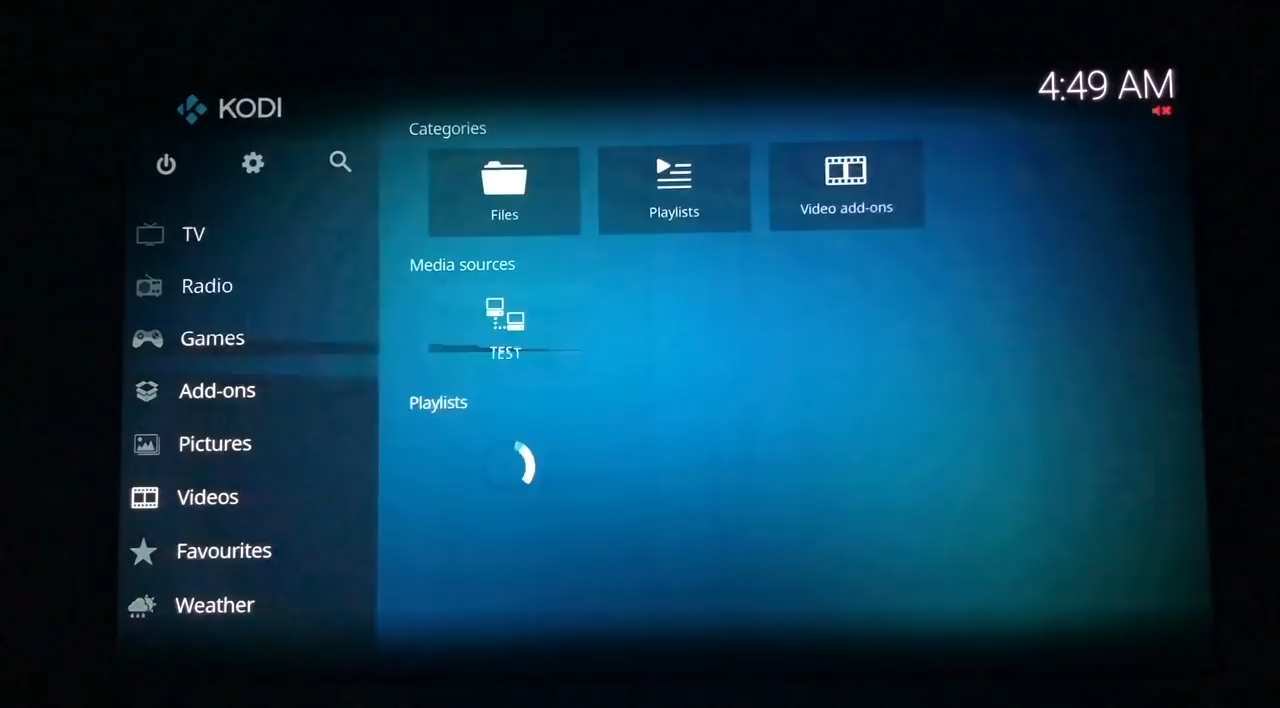 KODI
4:49 AM
Categories
Files
Playlists
Video add-ons
TV
Radio
Games
Add-ons
Pictures
Videos
Favourites
Weather
Media sources
TEST
Playlists